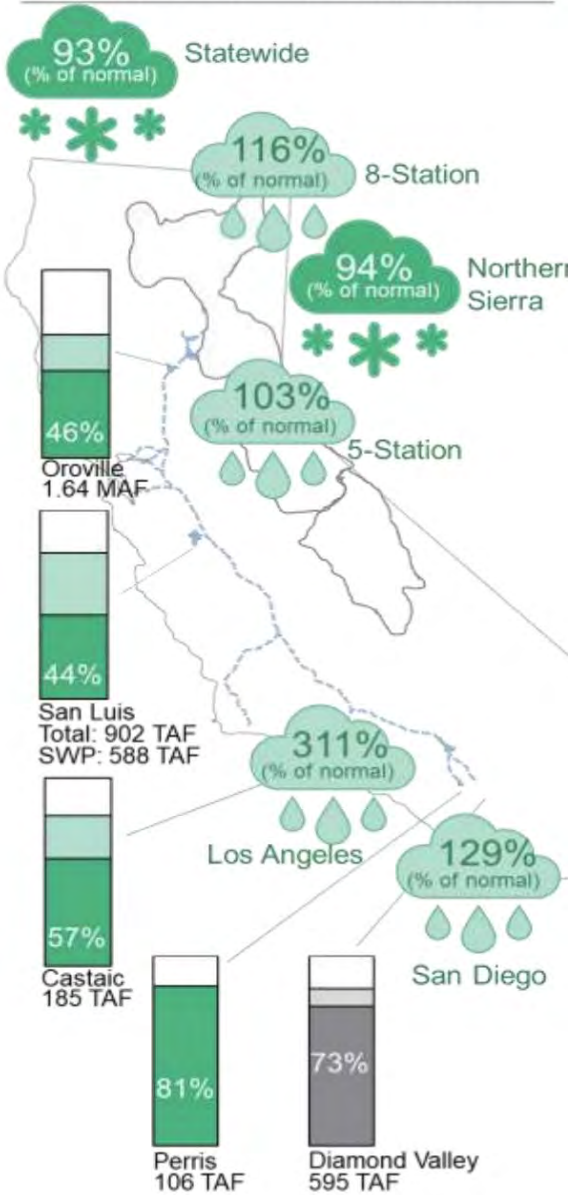 93%
(% of normal)
Statewide
116%
(% of normal)
8-Station
94%
(% of normal)
Northern
Sierra
103%
(% of normal)
5-Station
46%
Oroville
1.64 MAF
44%
San Luis
Total: 902 TAF
SWP: 588 TAF
311%
(% of normal)
Los Angeles
129%
(% of normal)
San Diego
57%
Castaic
185 TAF
81%
Perris
106 TAF
73%
Diamond Valley
595 TAF